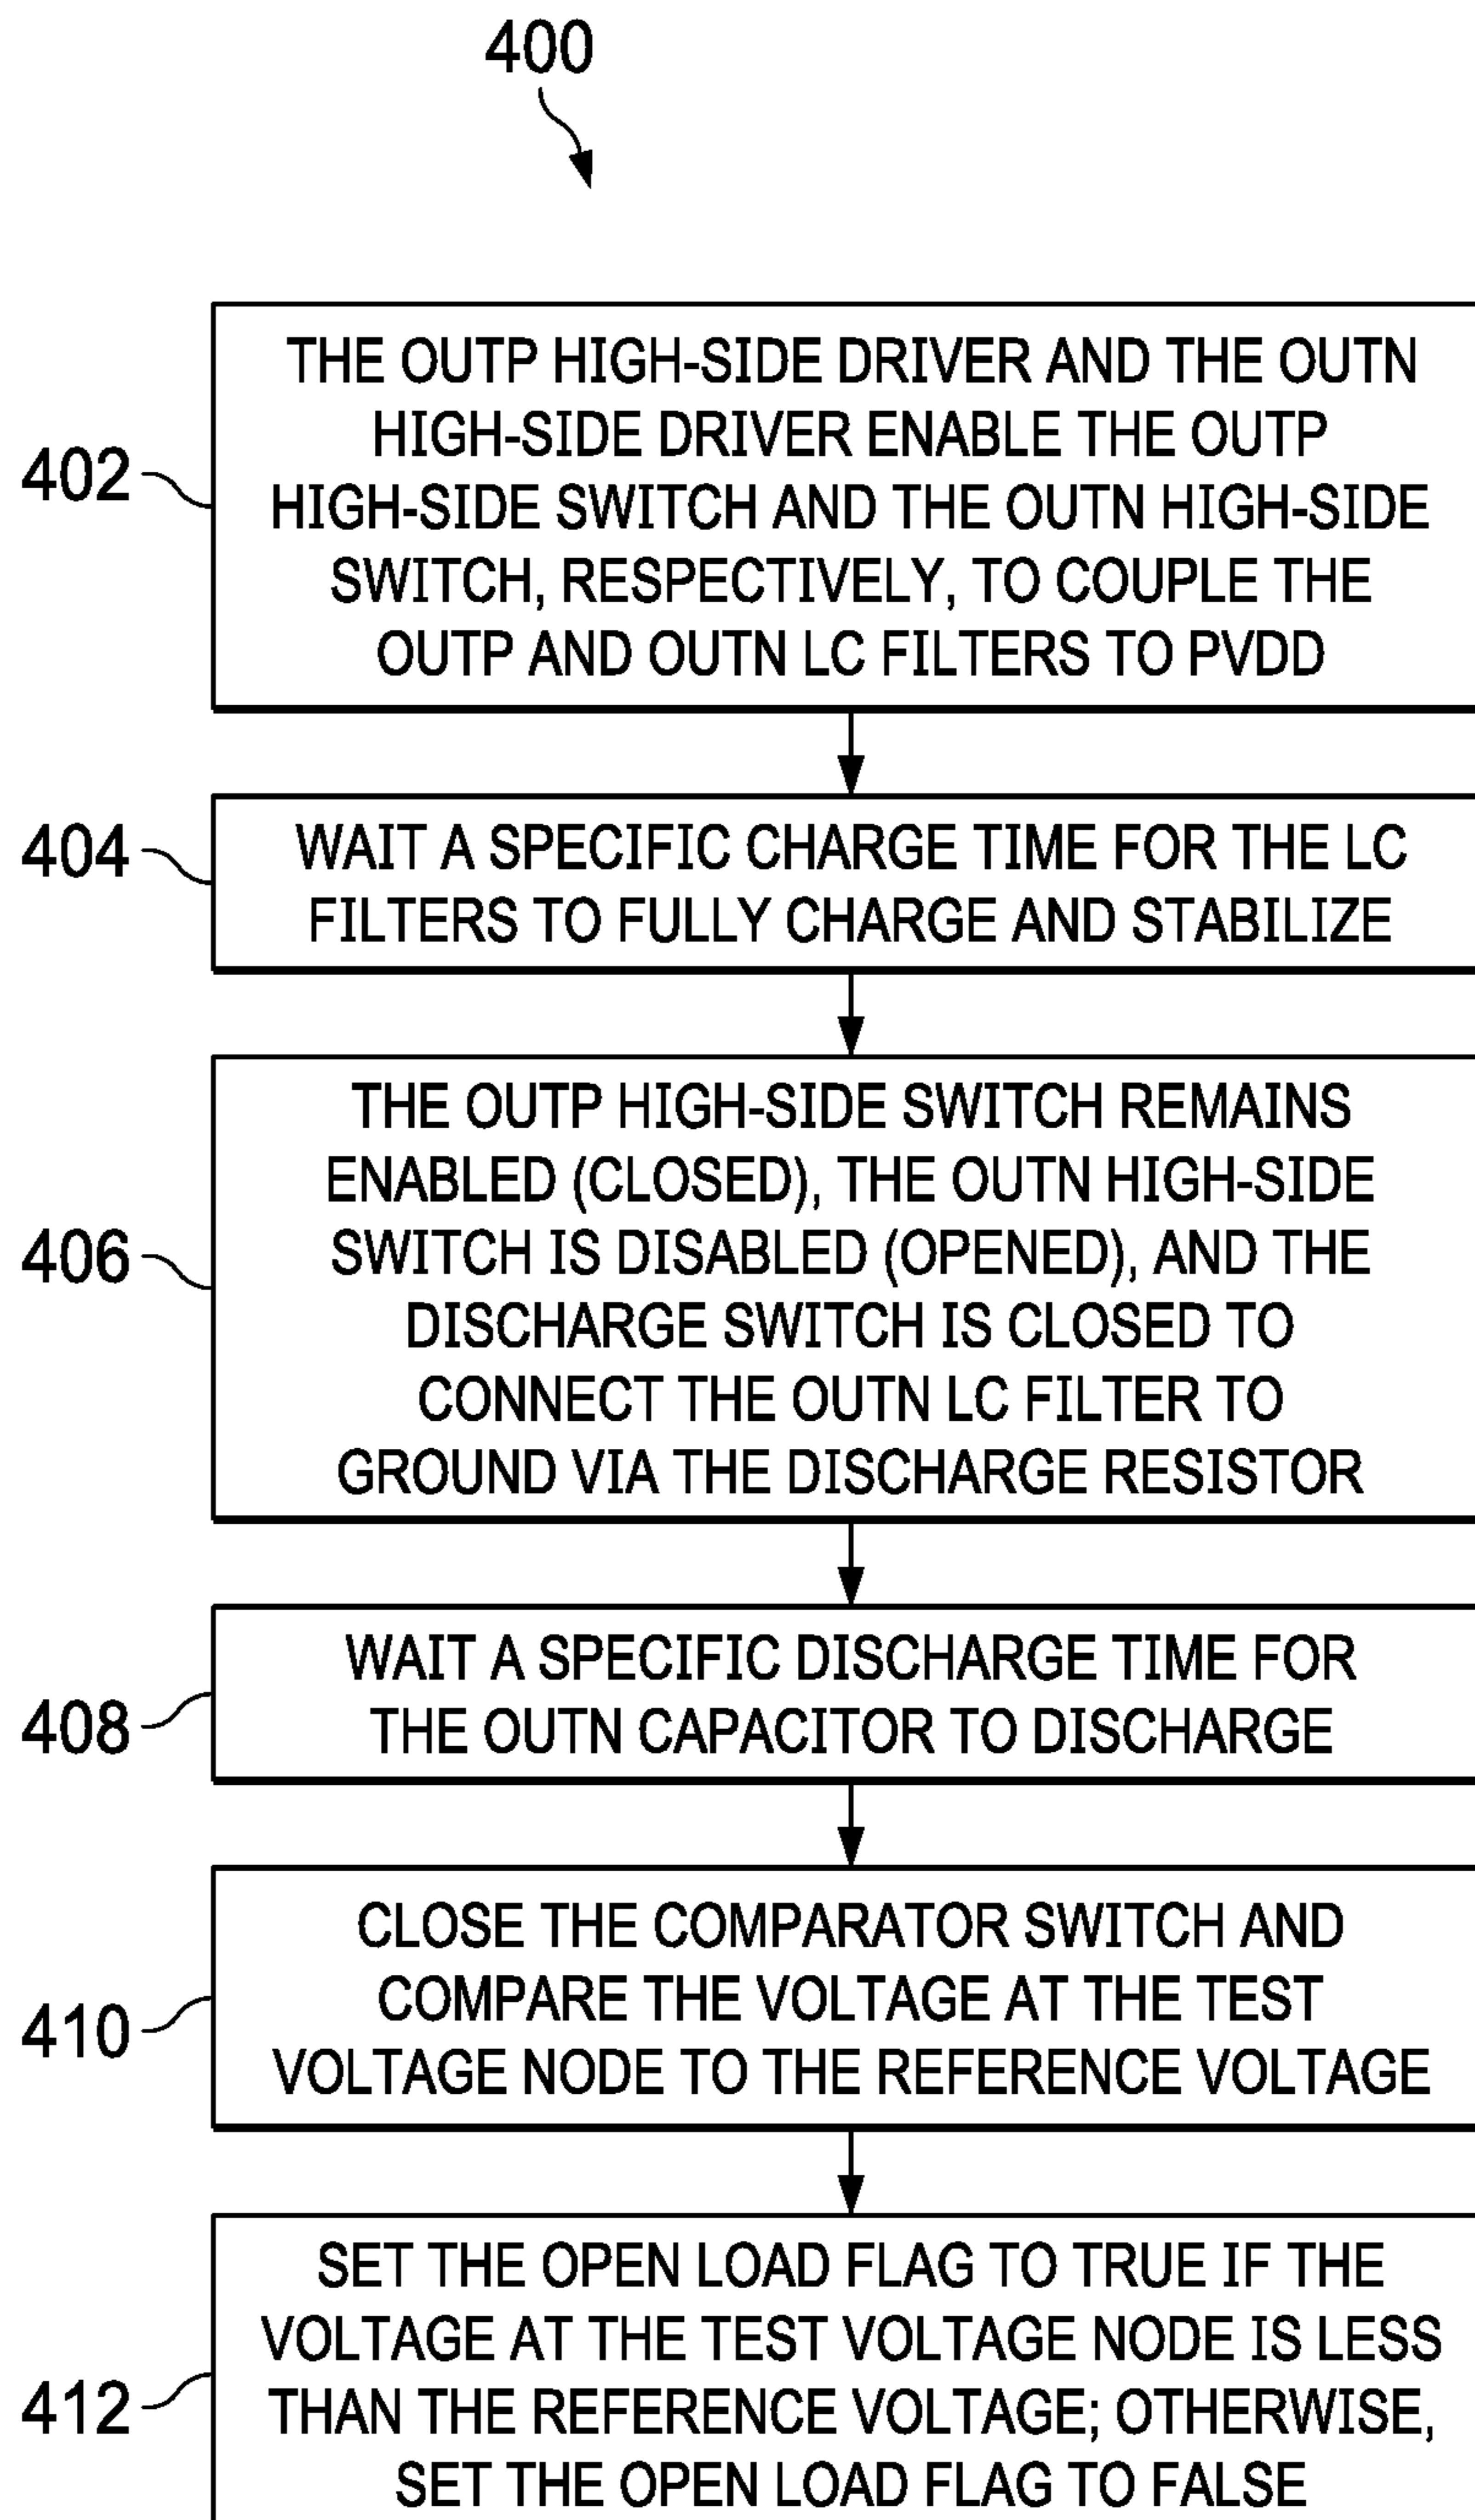 400
402
THE OUTP HIGH-SIDE DRIVER AND THE OUTN
HIGH-SIDE DRIVER ENABLE THE OUTP
HIGH-SIDE SWITCH AND THE OUTN HIGH-SIDE
SWITCH, RESPECTIVELY, TO COUPLE THE
OUTP AND OUTN LC FILTERS TO PVDD
404
WAIT A SPECIFIC CHARGE TIME FOR THE LC
FILTERS TO FULLY CHARGE AND STABILIZE
406
THE OUTP HIGH-SIDE SWITCH REMAINS
ENABLED (CLOSED), THE OUTN HIGH-SIDE
SWITCH IS DISABLED (OPENED), AND THE
DISCHARGE SWITCH IS CLOSED TO
CONNECT THE OUTN LC FILTER TO
GROUND VIA THE DISCHARGE RESISTOR
408
WAIT A SPECIFIC DISCHARGE TIME FOR
THE OUTN CAPACITOR TO DISCHARGE
410
CLOSE THE COMPARATOR SWITCH AND
COMPARE THE VOLTAGE AT THE TEST
VOLTAGE NODE TO THE REFERENCE VOLTAGE
412
SET THE OPEN LOAD FLAG TO TRUE IF THE
VOLTAGE AT THE TEST VOLTAGE NODE IS LESS
THAN THE REFERENCE VOLTAGE; OTHERWISE,
SET THE OPEN LOAD FLAG TO FALSE